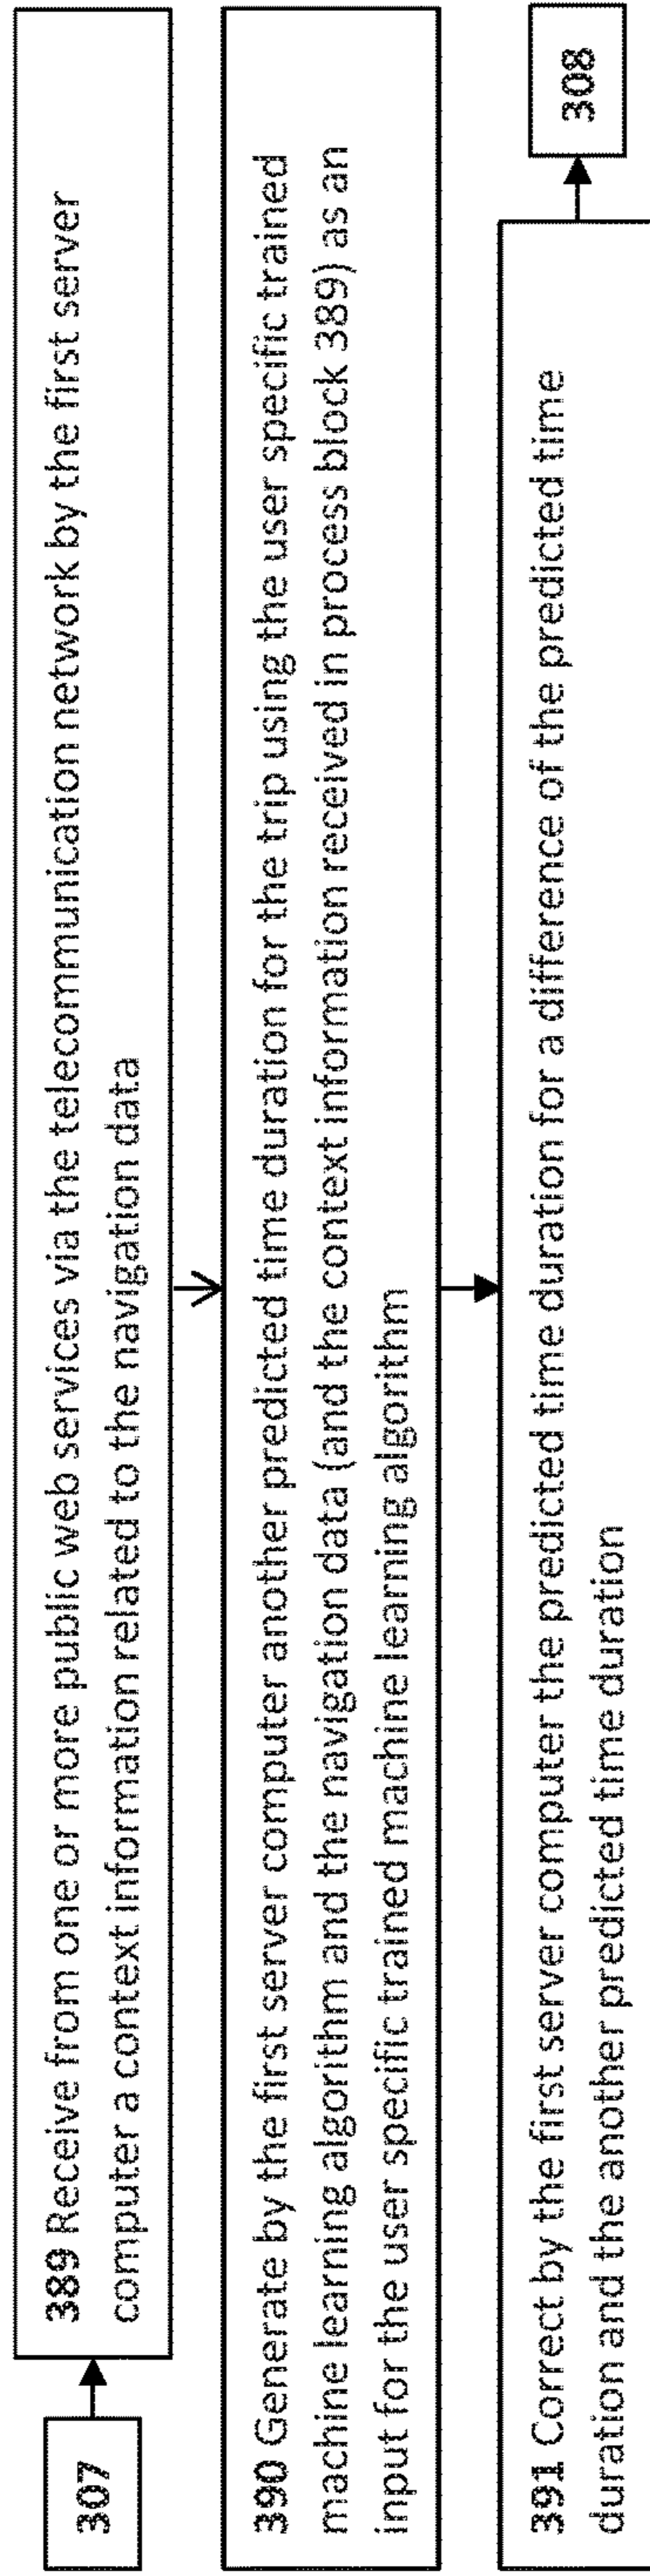 307
389 Receive from one or more public web services via the telecommunication network by the first server
computer a context information related to the navigation data
390 Generate by the first server computer another predicted time duration for the trip using the user specific trained
machine learning algorithm and the navigation data (and the context information received in process block 389) as an
input for the user specific trained machine learning algorithm
391 Correct by the first server computer the predicted time duration for a difference of the predicted time
duration and the another predicted time duration
308